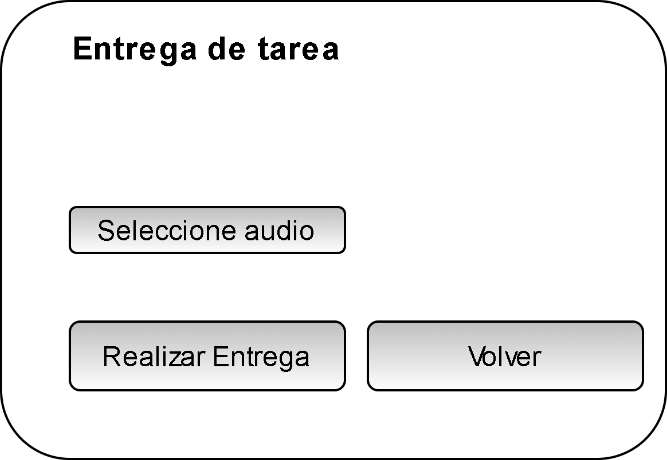 Entrega de tarea
Seleccione audio
Realizar Entrega
Volver